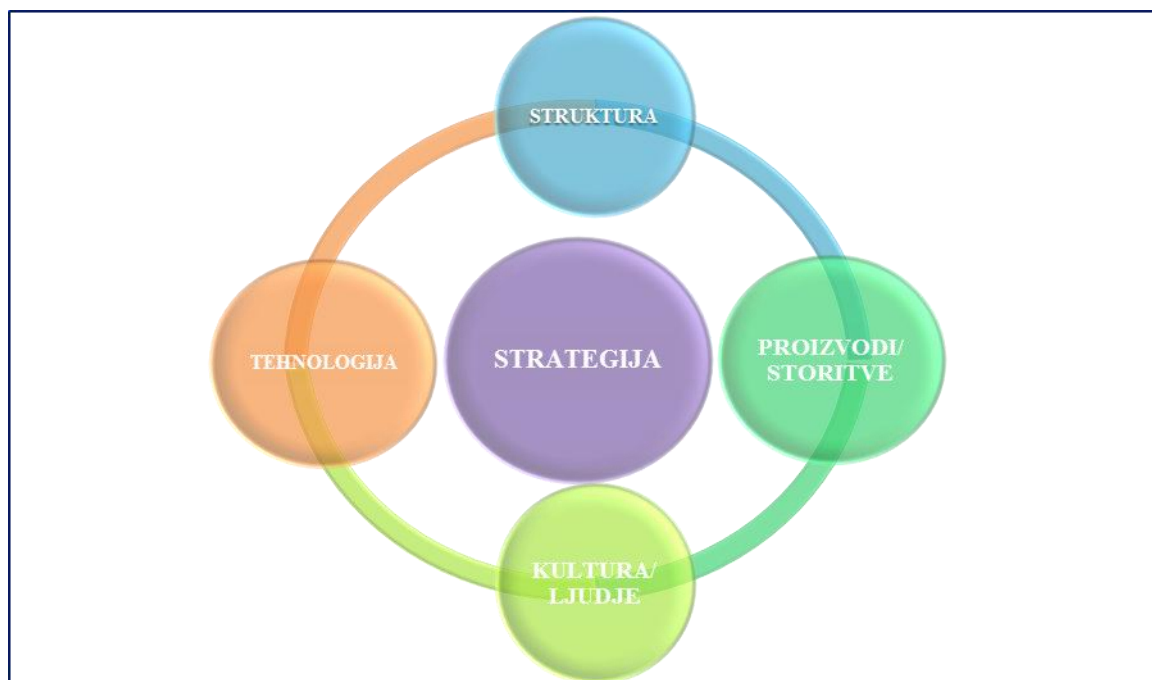 STRUKTURA
TEHNOLOGIJA
STRATEGIJA
PROIZVODI/
STORITVE
KULTURA/
LJUDJE